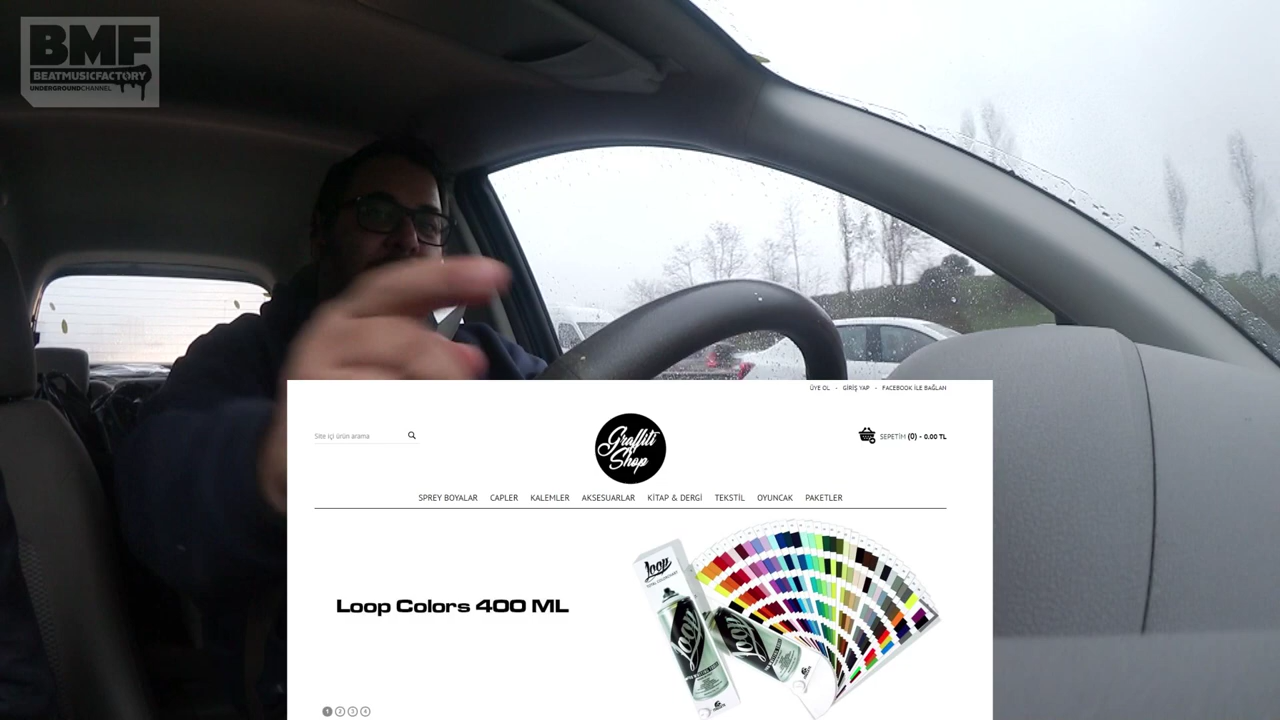 BMF
BEATMUSICFACTORY
UNDERGROUNDCHANNEL
ÜYE OL - GİRİŞ YAP - FACEBOOK İLE BAĞLAN
Site içi ürün arama
Graffiti
Shop
SEPETİM (0) - 0.00 TL
SPREY BOYALAR CAPLER KALEMLER AKSESUARLAR KİTAP & DERGİ TEKSTİL OYUNCAK PAKETLER
Loop Colors 400 ML
Loop
Loop
Loop
1 2 3 4